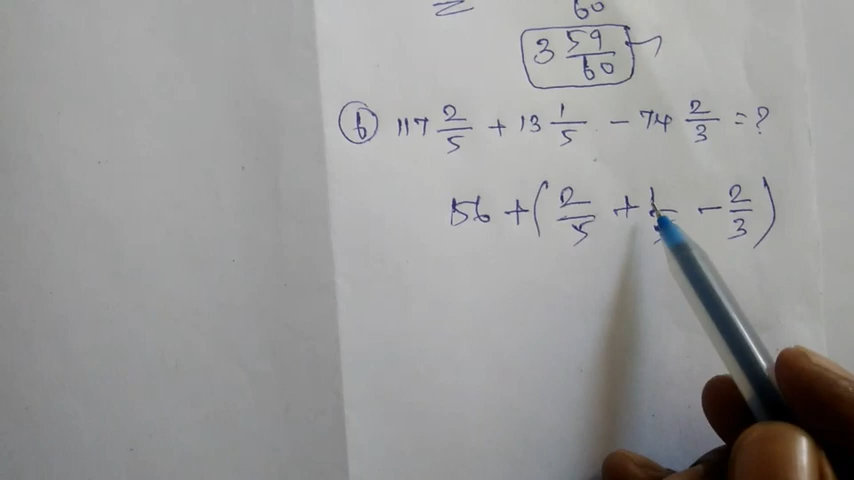 60
3 59/60
(b) 117 2/5 + 13 1/5 - 74 2/3 = ?
56 + ( 2/5 + 1/5 - 2/3 )